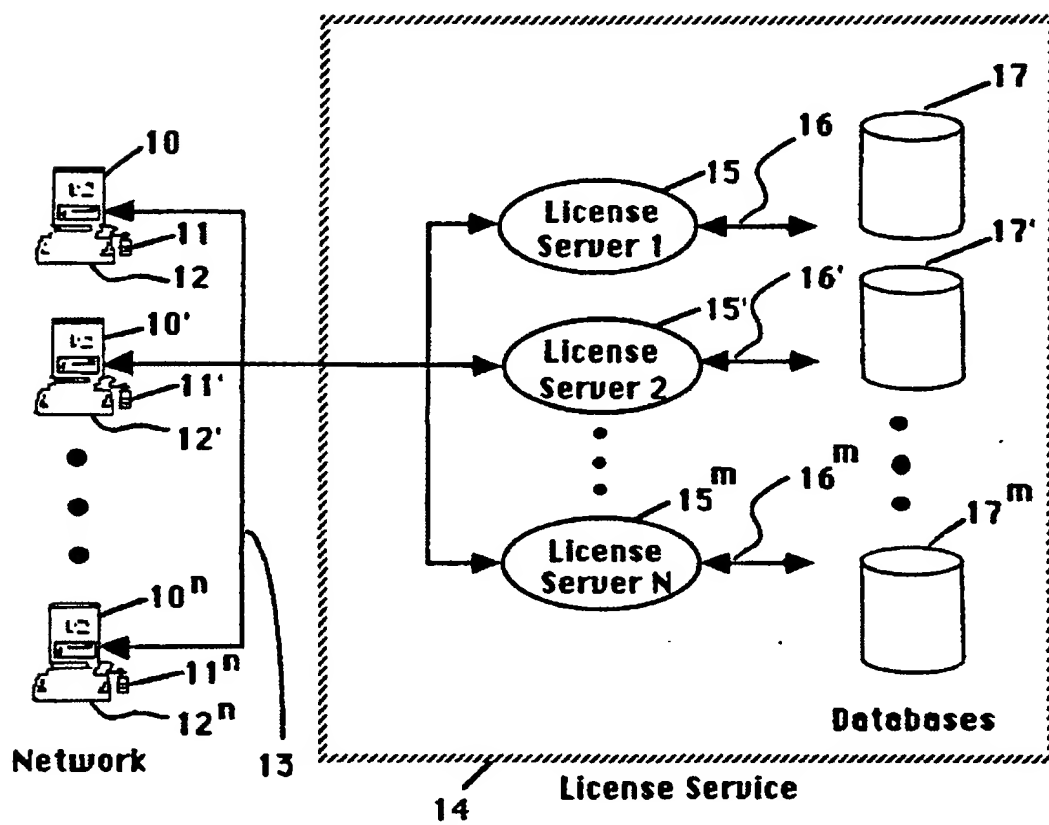 17
10
16
15
License
Server 1
11
17'
12
16'
10'
15'
License
Server 2
11'
12'
16^m
15^m
17^m
License
Server N
10^n
11^n
12^n
Databases
Network
13
14
License Service